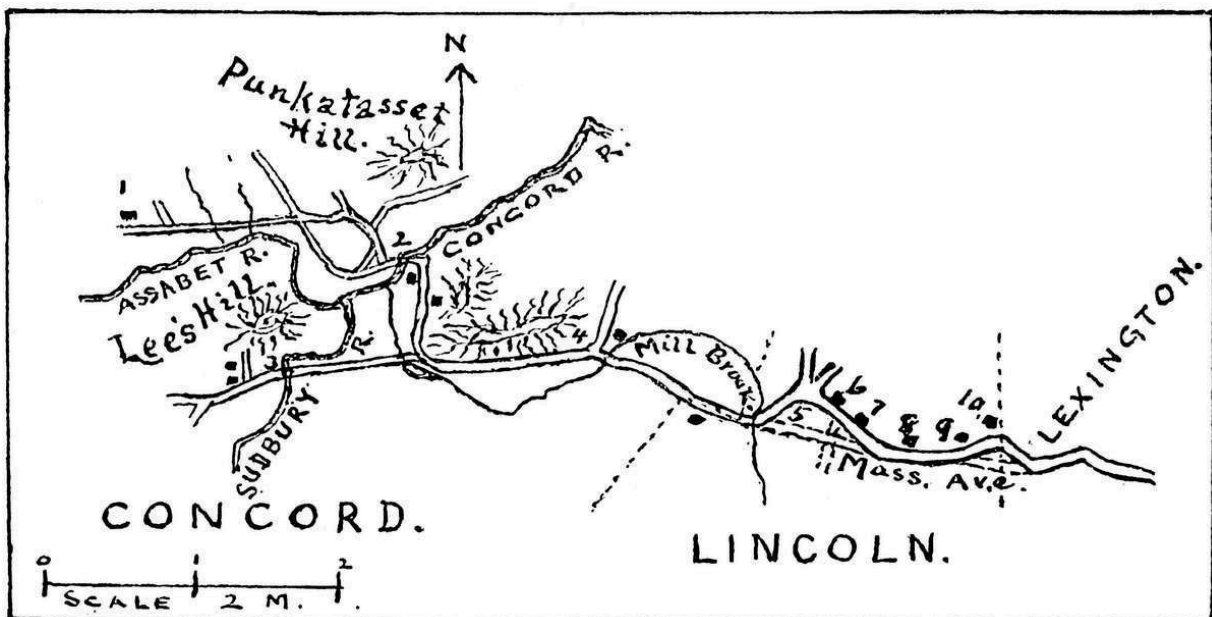 N
Punkatasset
Hill.
CONCORD R.
1
2
ASSABET R.
Lee's Hill.
3
R.
SUDBURY
4
Mill Brook.
5
6
7
8
9
10
LEXINGTON.
Mass. Ave.
CONCORD.
LINCOLN.
0 1 2
SCALE 2 M.